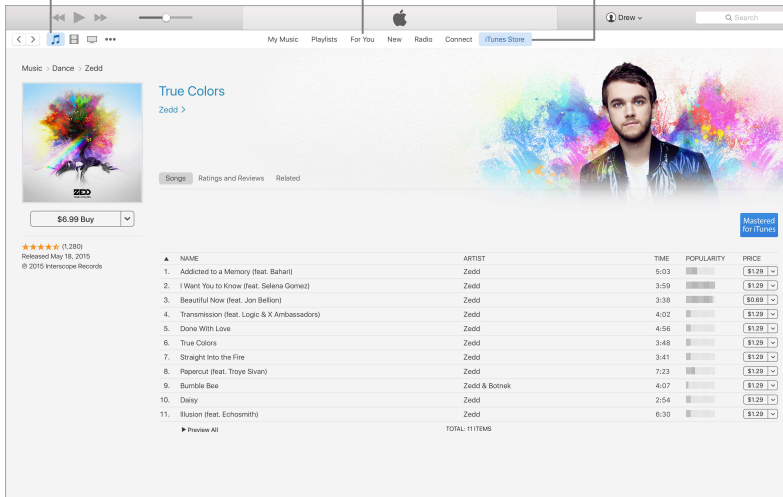 Drew
Search
My Music Playlists For You New Radio Connect iTunes Store
Music > Dance > Zedd
True Colors
Zedd >
ZEDD
Songs Ratings and Reviews Related
$6.99 Buy
Mastered
for iTunes
(1,280)
Released May 18, 2015
℗ 2015 Interscope Records
NAME ARTIST TIME POPULARITY PRICE
1. Addicted to a Memory (feat. Bahari) Zedd 5:03 $1.29
2. I Want You to Know (feat. Selena Gomez) Zedd 3:59 $1.29
3. Beautiful Now (feat. Jon Bellion) Zedd 3:38 $0.69
4. Transmission (feat. Logic & X Ambassadors) Zedd 4:02 $1.29
5. Done With Love Zedd 4:56 $1.29
6. True Colors Zedd 3:48 $1.29
7. Straight Into the Fire Zedd 3:41 $1.29
8. Papercut (feat. Troye Sivan) Zedd 7:23 $1.29
9. Bumble Bee Zedd & Botnek 4:07 $1.29
10. Daisy Zedd 2:54 $1.29
11. Illusion (feat. Echosmith) Zedd 6:30 $1.29
Preview All TOTAL: 11 ITEMS